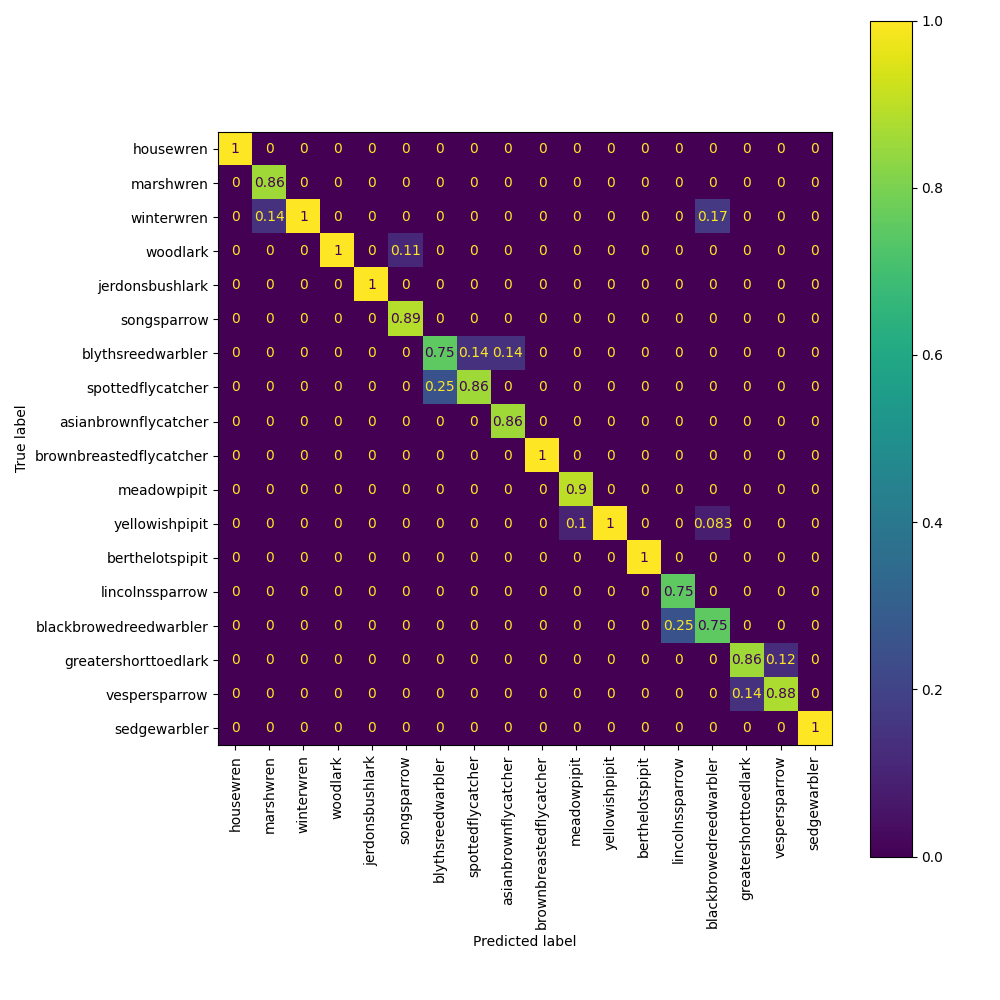 1.0
housewren 1 0 0 0 0 0 0 0 0 0 0 0 0 0 0 0 0 0
marshwren 0 0.86 0 0 0 0 0 0 0 0 0 0 0 0 0 0 0 0
0.8
winterwren 0 0.14 1 0 0 0 0 0 0 0 0 0 0 0 0.17 0 0 0
woodlark 0 0 0 1 0 0.11 0 0 0 0 0 0 0 0 0 0 0 0
jerdonsbushlark 0 0 0 0 1 0 0 0 0 0 0 0 0 0 0 0 0 0
songsparrow 0 0 0 0 0 0.89 0 0 0 0 0 0 0 0 0 0 0 0
blythsreedwarbler 0 0 0 0 0 0 0.75 0.14 0.14 0 0 0 0 0 0 0 0 0
0.6
spottedflycatcher 0 0 0 0 0 0 0.25 0.86 0 0 0 0 0 0 0 0 0 0
asianbrownflycatcher 0 0 0 0 0 0 0 0 0.86 0 0 0 0 0 0 0 0 0
True label
brownbreastedflycatcher 0 0 0 0 0 0 0 0 0 1 0 0 0 0 0 0 0 0
meadowpipit 0 0 0 0 0 0 0 0 0 0 0.9 0 0 0 0 0 0 0
yellowishpipit 0 0 0 0 0 0 0 0 0 0 0.1 1 0 0 0.083 0 0 0
0.4
berthelotspipit 0 0 0 0 0 0 0 0 0 0 0 0 1 0 0 0 0 0
lincolnssparrow 0 0 0 0 0 0 0 0 0 0 0 0 0 0.75 0 0 0 0
blackbrowedreedwarbler 0 0 0 0 0 0 0 0 0 0 0 0 0 0.25 0.75 0 0 0
greatershorttoedlark 0 0 0 0 0 0 0 0 0 0 0 0 0 0 0 0.86 0.12 0
0.2
vespersparrow 0 0 0 0 0 0 0 0 0 0 0 0 0 0 0 0.14 0.88 0
sedgewarbler 0 0 0 0 0 0 0 0 0 0 0 0 0 0 0 0 0 1
0.0
housewren
marshwren
winterwren
woodlark
jerdonsbushlark
songsparrow
blythsreedwarbler
spottedflycatcher
asianbrownflycatcher
brownbreastedflycatcher
meadowpipit
yellowishpipit
berthelotspipit
lincolnssparrow
blackbrowedreedwarbler
greatershorttoedlark
vespersparrow
sedgewarbler
Predicted label